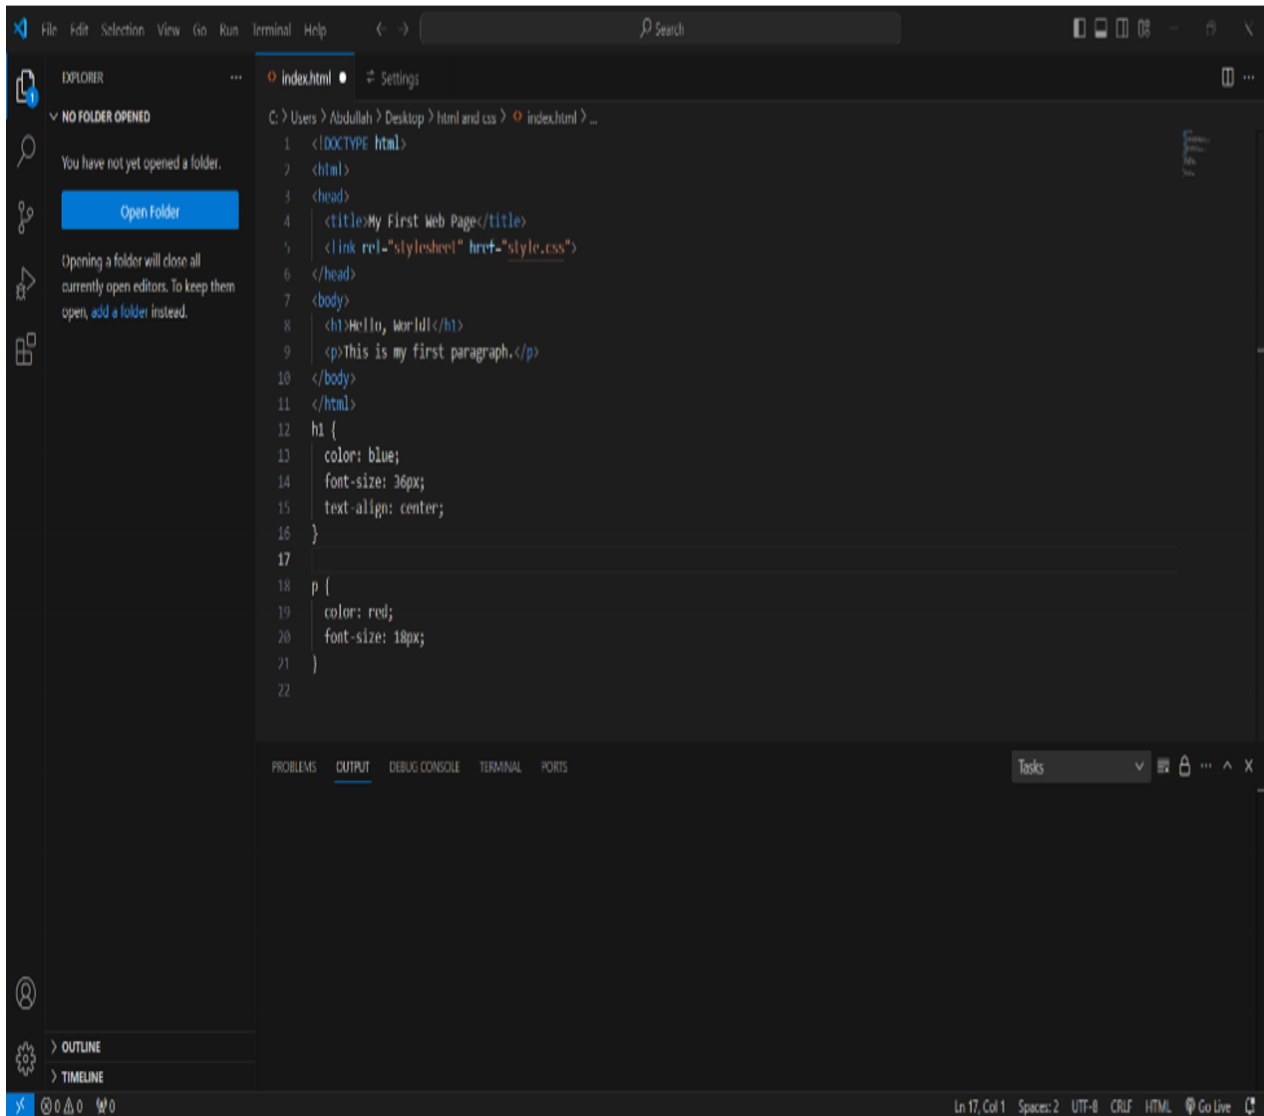 File Edit Selection View Go Run Terminal Help Search
EXPLORER
NO FOLDER OPENED
You have not yet opened a folder.
Open Folder
Opening a folder will close all
currently open editors. To keep them
open, add a folder instead.
OUTLINE
TIMELINE
index.html Settings
C: > Users > Abdullah > Desktop > html and css > index.html > ...
1 <!DOCTYPE html>
2 <html>
3 <head>
4 <title>My First Web Page</title>
5 <link rel="stylesheet" href="style.css">
6 </head>
7 <body>
8 <h1>Hello, World!</h1>
9 <p>This is my first paragraph.</p>
10 </body>
11 </html>
12 h1 {
13 color: blue;
14 font-size: 36px;
15 text-align: center;
16 }
17
18 p {
19 color: red;
20 font-size: 18px;
21 }
22
PROBLEMS OUTPUT DEBUG CONSOLE TERMINAL PORTS Tasks
0 0 0 Ln 17, Col 1 Spaces: 2 UTF-8 CRLF HTML Go Live